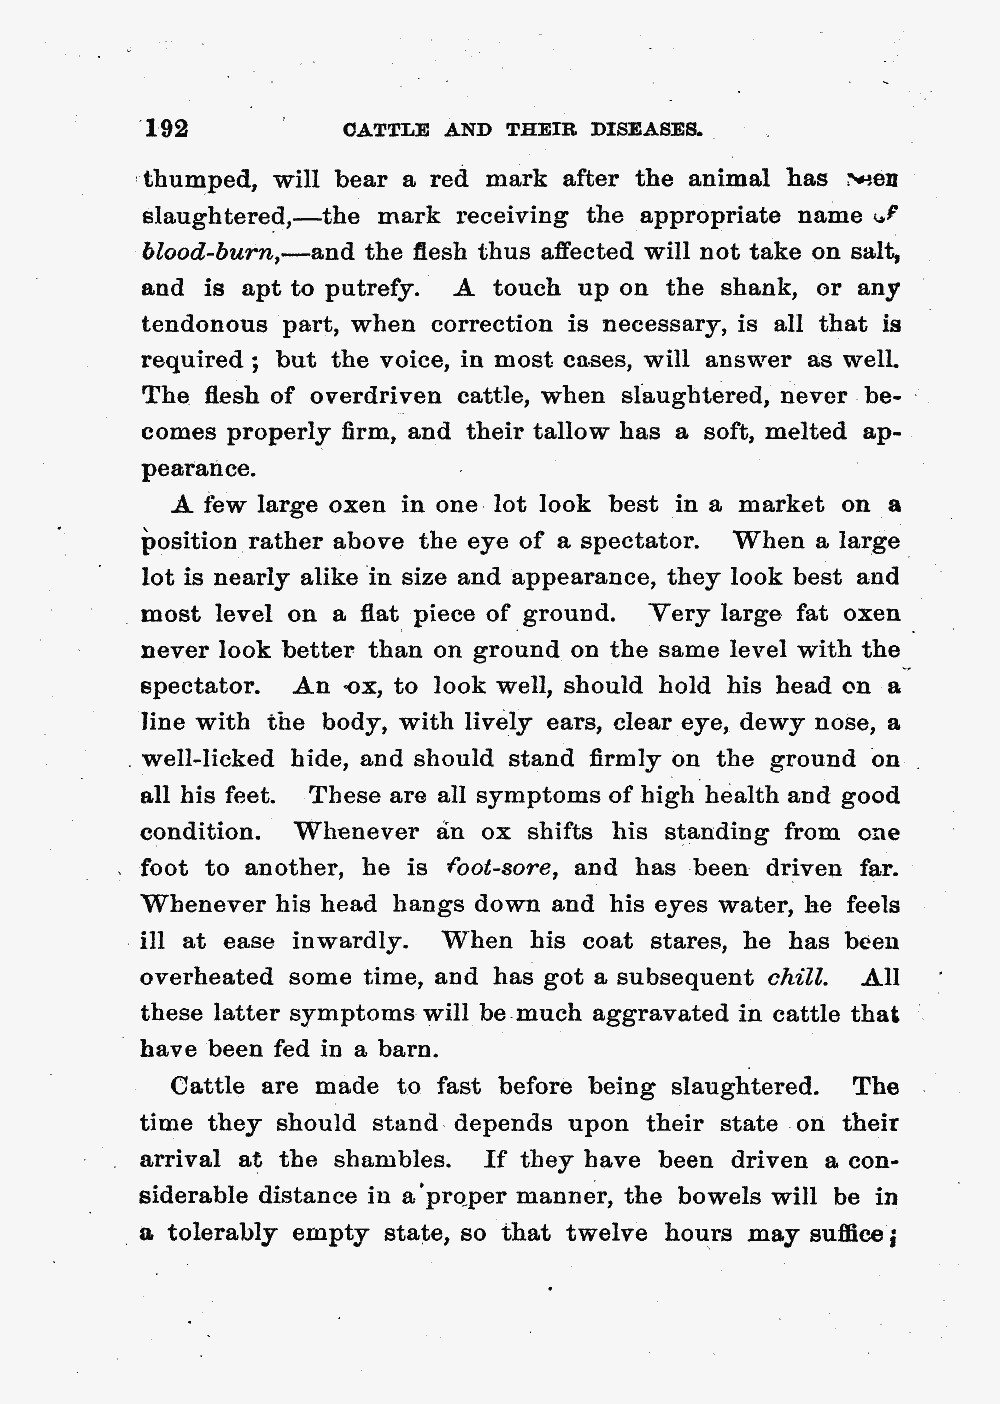 192 CATTLE AND THEIR DISEASES.
thumped, will bear a red mark after the animal has been
slaughtered,—the mark receiving the appropriate name of
blood-burn,—and the flesh thus affected will not take on salt,
and is apt to putrefy. A touch up on the shank, or any
tendonous part, when correction is necessary, is all that is
required ; but the voice, in most cases, will answer as well.
The flesh of overdriven cattle, when slaughtered, never be-
comes properly firm, and their tallow has a soft, melted ap-
pearance.
A few large oxen in one lot look best in a market on a
position rather above the eye of a spectator. When a large
lot is nearly alike in size and appearance, they look best and
most level on a flat piece of ground. Very large fat oxen
never look better than on ground on the same level with the
spectator. An ox, to look well, should hold his head on a
line with the body, with lively ears, clear eye, dewy nose, a
well-licked hide, and should stand firmly on the ground on
all his feet. These are all symptoms of high health and good
condition. Whenever an ox shifts his standing from one
foot to another, he is foot-sore, and has been driven far.
Whenever his head hangs down and his eyes water, he feels
ill at ease inwardly. When his coat stares, he has been
overheated some time, and has got a subsequent chill. All
these latter symptoms will be much aggravated in cattle that
have been fed in a barn.
Cattle are made to fast before being slaughtered. The
time they should stand depends upon their state on their
arrival at the shambles. If they have been driven a con-
siderable distance in a proper manner, the bowels will be in
a tolerably empty state, so that twelve hours may suffice;